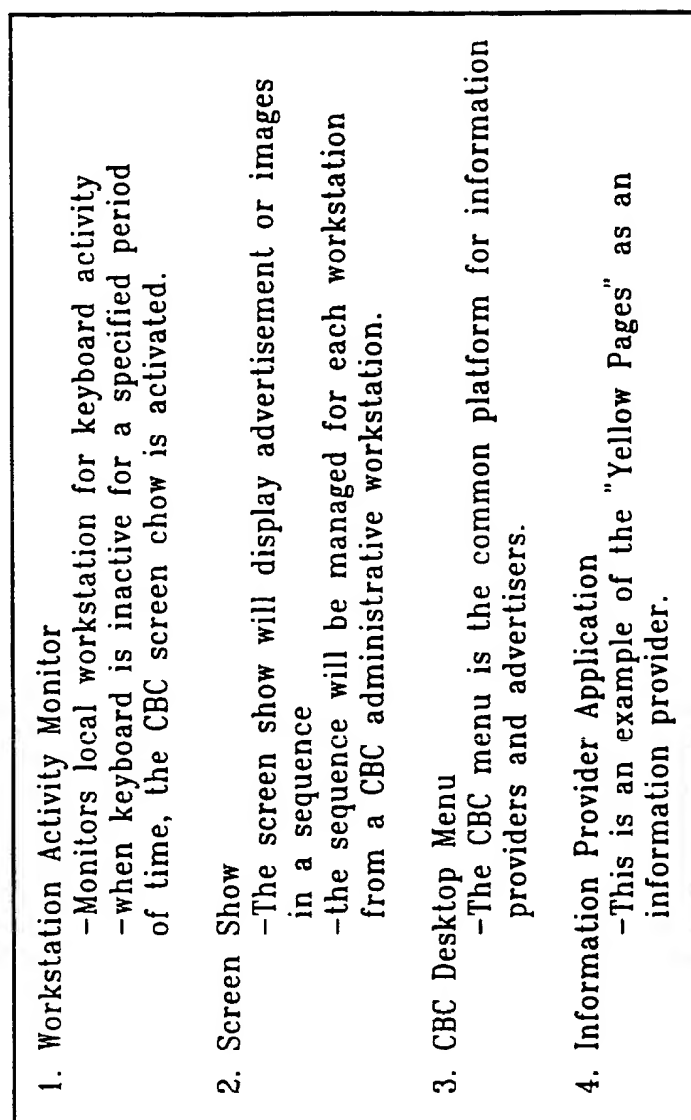 1. Workstation Activity Monitor
-Monitors local workstation for keyboard activity
-when keyboard is inactive for a specified period
of time, the CBC screen chow is activated.
2. Screen Show
-The screen show will display advertisement or images
in a sequence
-the sequence will be managed for each workstation
from a CBC administrative workstation.
3. CBC Desktop Menu
-The CBC menu is the common platform for information
providers and advertisers.
4. Information Provider Application
-This is an example of the "Yellow Pages" as an
information provider.